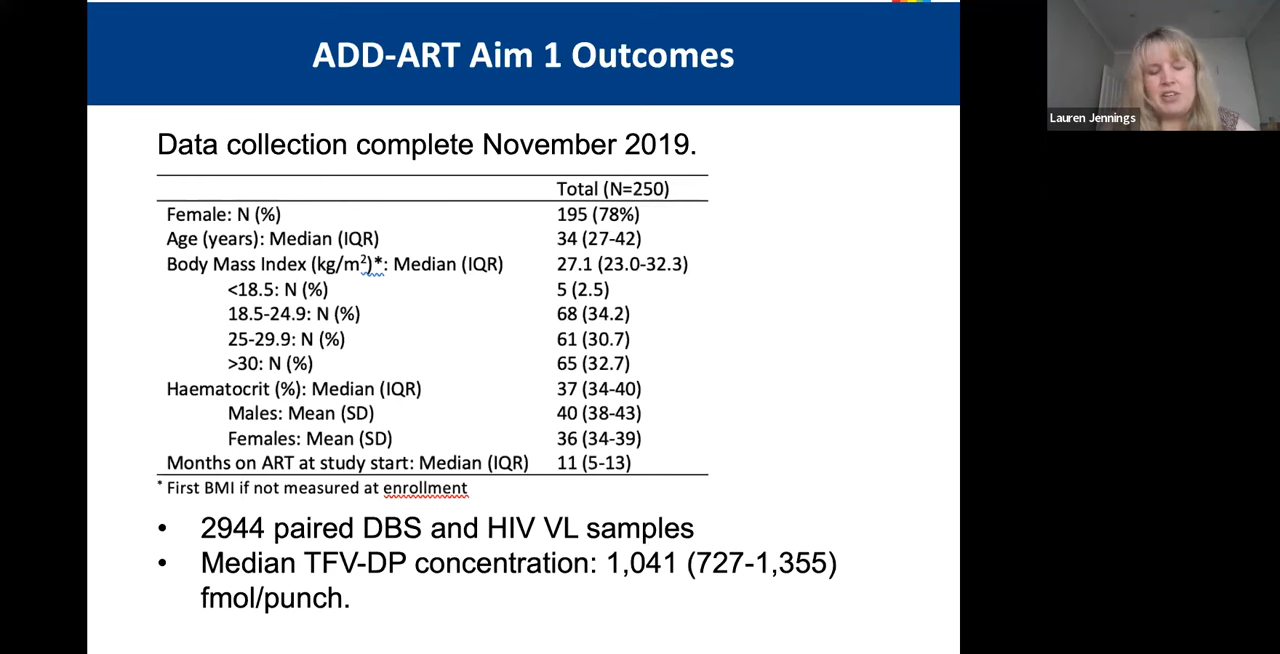 ADD-ART Aim 1 Outcomes
Lauren Jennings
Data collection complete November 2019.
Total (N=250)
Female: N (%) 195 (78%)
Age (years): Median (IQR) 34 (27-42)
Body Mass Index (kg/m²)*: Median (IQR) 27.1 (23.0-32.3)
<18.5: N (%) 5 (2.5)
18.5-24.9: N (%) 68 (34.2)
25-29.9: N (%) 61 (30.7)
>30: N (%) 65 (32.7)
Haematocrit (%): Median (IQR) 37 (34-40)
Males: Mean (SD) 40 (38-43)
Females: Mean (SD) 36 (34-39)
Months on ART at study start: Median (IQR) 11 (5-13)
* First BMI if not measured at enrollment
• 2944 paired DBS and HIV VL samples
• Median TFV-DP concentration: 1,041 (727-1,355)
fmol/punch.